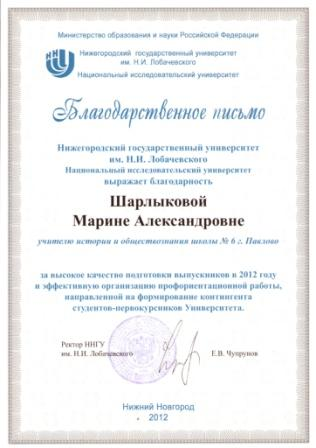 Министерство образования и науки Российской Федерации
ННГУ
Нижегородский государственный университет
им. Н.И. Лобачевского
Национальный исследовательский университет
Благодарственное письмо
Нижегородский государственный университет
им. Н.И. Лобачевского
Национальный исследовательский университет
выражает благодарность
Шарлыковой
Марине Александровне
учителю истории и обществознания школы № 6 г. Павлово
за высокое качество подготовки выпускников в 2012 году
и эффективную организацию профориентационной работы,
направленной на формирование контингента
студентов-первокурсников Университета.
Ректор ННГУ
им. Н.И. Лобачевского
Е.В. Чупрунов
Нижний Новгород
2012